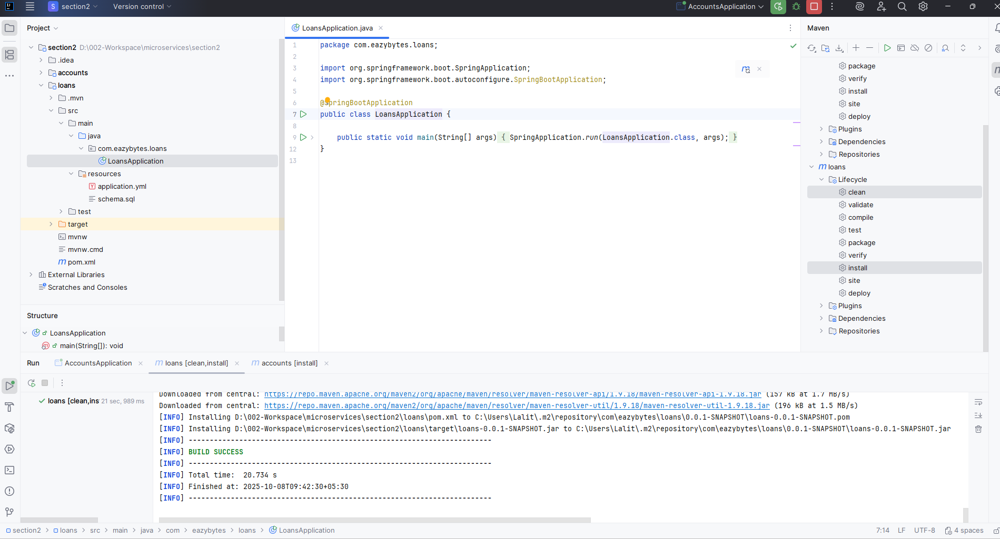 S section2 Version control AccountsApplication
Project
section2 D:\002-Workspace\microservices\section2
.idea
accounts
loans
.mvn
src
main
java
com.eazybytes.loans
LoansApplication
resources
application.yml
schema.sql
test
target
mvnw
mvnw.cmd
pom.xml
External Libraries
Scratches and Consoles
Structure
LoansApplication
main(String[]): void
LoansApplication.java
1 package com.eazybytes.loans;
2
3 import org.springframework.boot.SpringApplication;
4 import org.springframework.boot.autoconfigure.SpringBootApplication;
5
6 @SpringBootApplication
7 public class LoansApplication {
8
9 public static void main(String[] args) { SpringApplication.run(LoansApplication.class, args); }
12 }
13
Maven
package
verify
install
site
deploy
Plugins
Dependencies
Repositories
loans
Lifecycle
clean
validate
compile
test
package
verify
install
site
deploy
Plugins
Dependencies
Repositories
Run AccountsApplication loans [clean,install] accounts [install]
loans [clean,ins 21 sec, 989 ms
Downloaded from central: https://repo.maven.apache.org/maven2/org/apache/maven/resolver/maven-resolver-api/1.9.18/maven-resolver-api-1.9.18.jar (157 kB at 1.7 MB/s)
Downloaded from central: https://repo.maven.apache.org/maven2/org/apache/maven/resolver/maven-resolver-util/1.9.18/maven-resolver-util-1.9.18.jar (196 kB at 1.5 MB/s)
[INFO] Installing D:\002-Workspace\microservices\section2\loans\pom.xml to C:\Users\Lalit\.m2\repository\com\eazybytes\loans\0.0.1-SNAPSHOT\loans-0.0.1-SNAPSHOT.pom
[INFO] Installing D:\002-Workspace\microservices\section2\loans\target\loans-0.0.1-SNAPSHOT.jar to C:\Users\Lalit\.m2\repository\com\eazybytes\loans\0.0.1-SNAPSHOT\loans-0.0.1-SNAPSHOT.jar
[INFO] ------------------------------------------------------------------------
[INFO] BUILD SUCCESS
[INFO] ------------------------------------------------------------------------
[INFO] Total time:  20.734 s
[INFO] Finished at: 2025-10-08T09:42:30+05:30
[INFO] ------------------------------------------------------------------------
section2 > loans > src > main > java > com > eazybytes > loans > LoansApplication 7:14 LF UTF-8 4 spaces